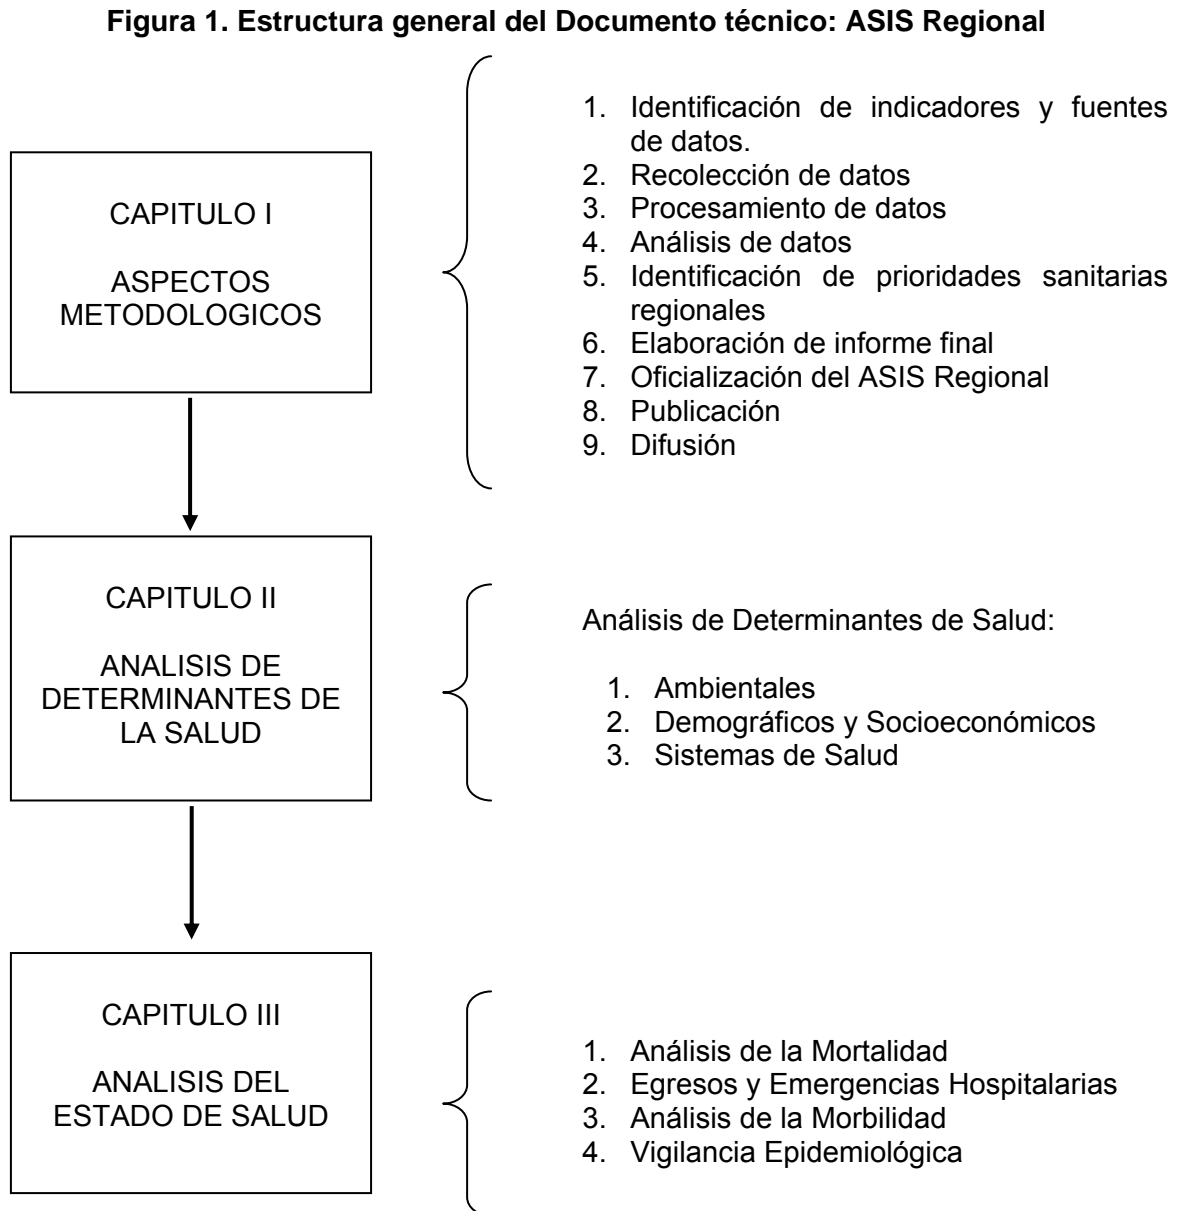 Figura 1. Estructura general del Documento técnico: ASIS Regional
CAPITULO I
ASPECTOS
METODOLOGICOS
1. Identificación de indicadores y fuentes
de datos.
2. Recolección de datos
3. Procesamiento de datos
4. Análisis de datos
5. Identificación de prioridades sanitarias
regionales
6. Elaboración de informe final
7. Oficialización del ASIS Regional
8. Publicación
9. Difusión
CAPITULO II
ANALISIS DE
DETERMINANTES DE
LA SALUD
Análisis de Determinantes de Salud:
1. Ambientales
2. Demográficos y Socioeconómicos
3. Sistemas de Salud
CAPITULO III
ANALISIS DEL
ESTADO DE SALUD
1. Análisis de la Mortalidad
2. Egresos y Emergencias Hospitalarias
3. Análisis de la Morbilidad
4. Vigilancia Epidemiológica